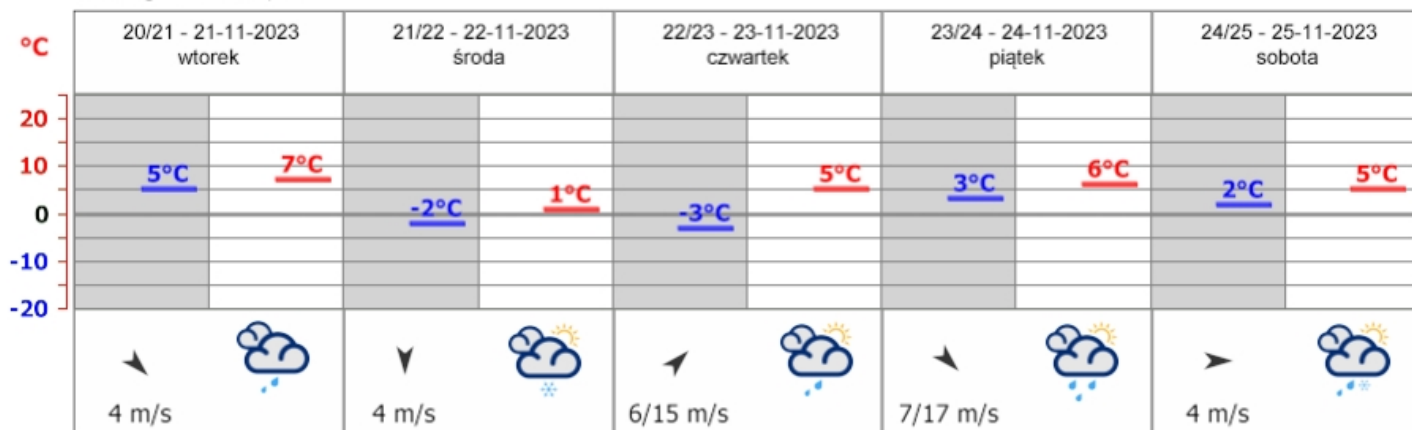 °C
20/21 - 21-11-2023
wtorek
21/22 - 22-11-2023
środa
22/23 - 23-11-2023
czwartek
23/24 - 24-11-2023
piątek
24/25 - 25-11-2023
sobota
20
10
0
-10
-20
5°C
7°C
-2°C
1°C
-3°C
5°C
3°C
6°C
2°C
5°C
4 m/s
4 m/s
6/15 m/s
7/17 m/s
4 m/s